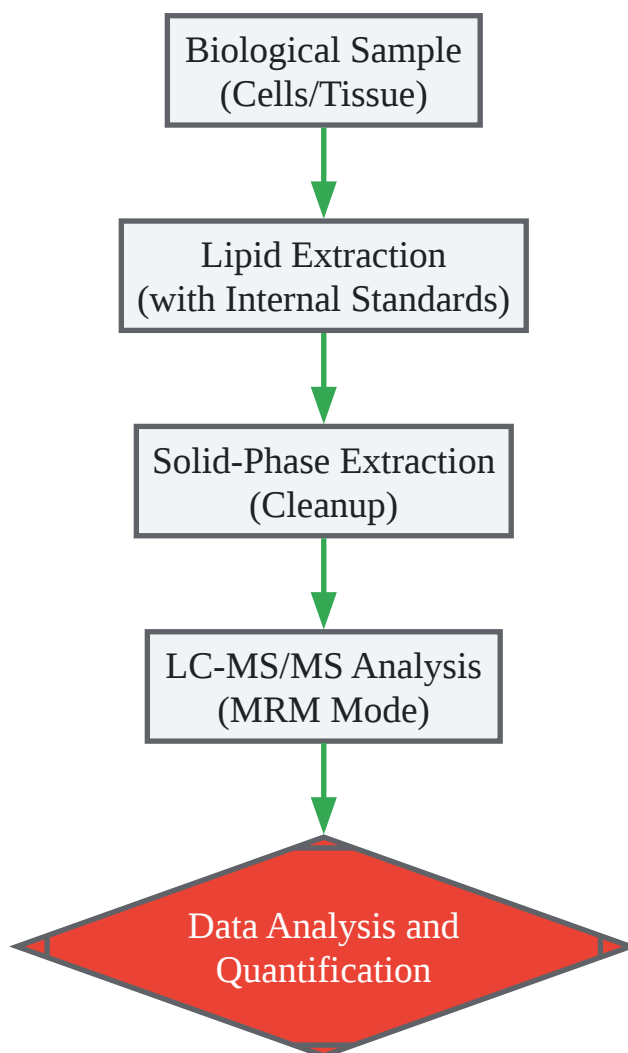 Biological Sample
(Cells/Tissue)
Lipid Extraction
(with Internal Standards)
Solid-Phase Extraction
(Cleanup)
LC-MS/MS Analysis
(MRM Mode)
Data Analysis and
Quantification